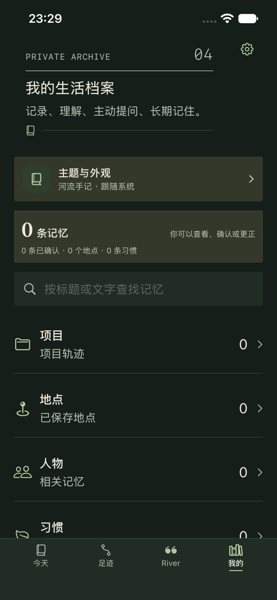 23:29
PRIVATE ARCHIVE
04
我的生活档案
记录、理解、主动提问、长期记住。
主题与外观
河流手记 · 跟随系统
0 条记忆
你可以查看、确认或更正
0 条已确认 · 0 个地点 · 0 条习惯
按标题或文字查找记忆
项目
项目轨迹
0
地点
已保存地点
0
人物
相关记忆
0
习惯
0
今天
足迹
River
我的